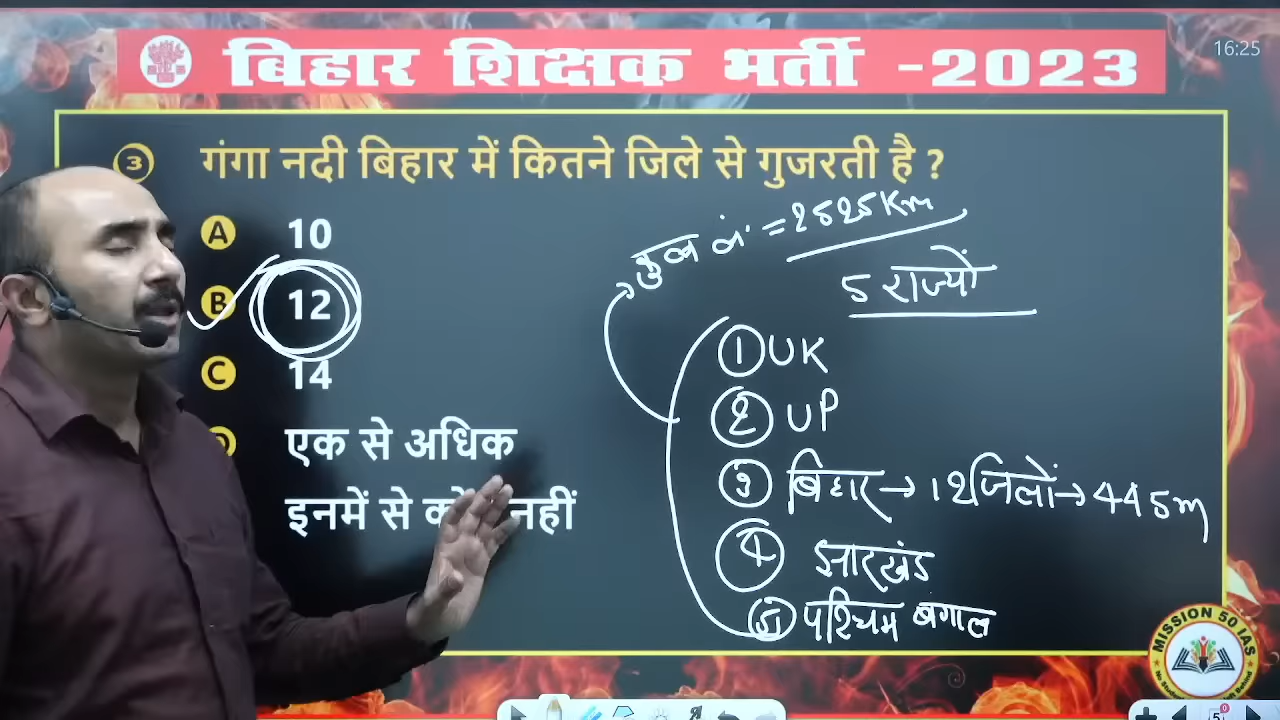 16:25
बिहार शिक्षक भर्ती -2023
3 गंगा नदी बिहार में कितने जिले से गुजरती है ?
A 10
B 12
C 14
D एक से अधिक
इनमें से नहीं
कुल लं॰ = 2525 Km
5 राज्यों
1 UK
2 UP
3 बिहार → 12 जिलों → 445 m
4 झारखंड
5 पश्चिम बंगाल
MISSION 50 IAS